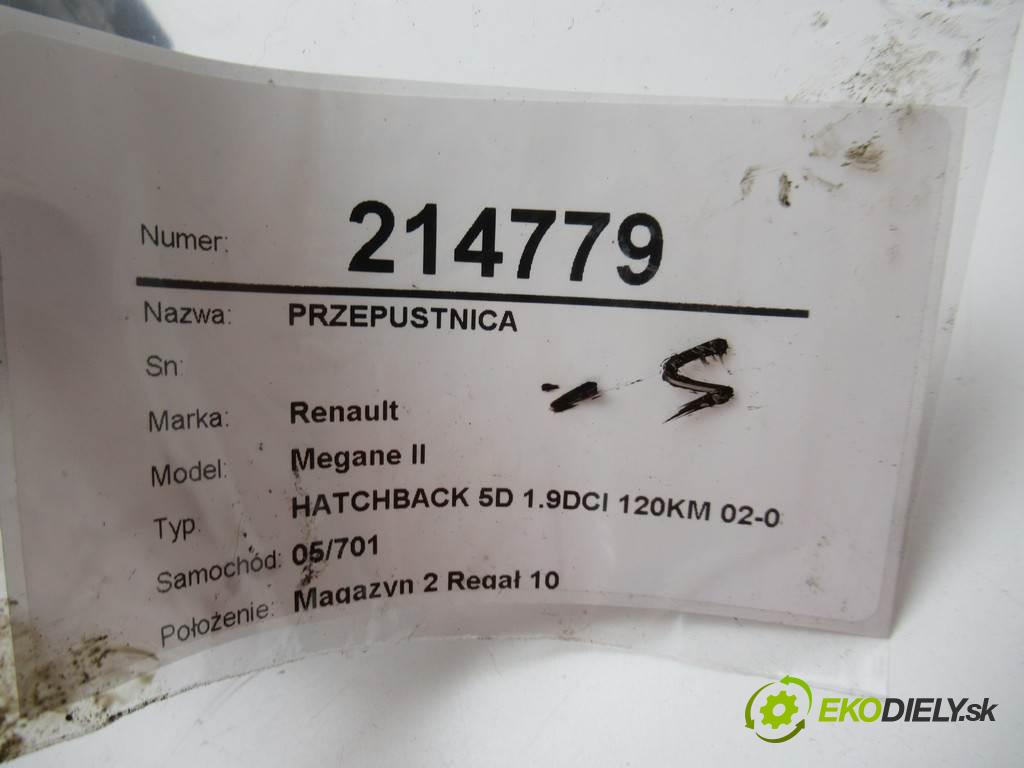 Numer: 214779
Nazwa: PRZEPUSTNICA
Sn:
- 5
Marka: Renault
Model: Megane II
Typ: HATCHBACK 5D 1.9DCI 120KM 02-0
Samochód: 05/701
Położenie: Magazyn 2 Regał 10
EKODIELY.sk